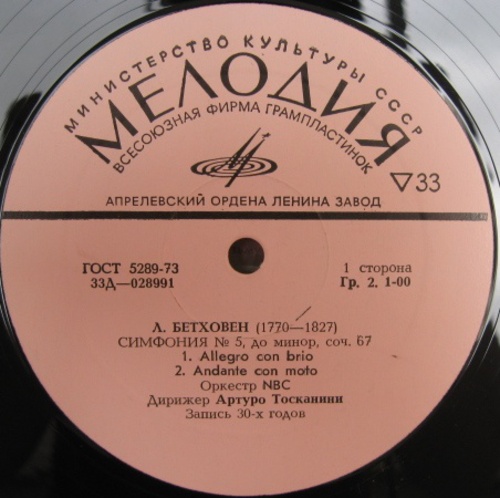 МИНИСТЕРСТВО КУЛЬТУРЫ СССР
МЕЛОДИЯ
ВСЕСОЮЗНАЯ ФИРМА ГРАМПЛАСТИНОК
▽33
АПРЕЛЕВСКИЙ ОРДЕНА ЛЕНИНА ЗАВОД
ГОСТ 5289-73
33Д—028991
1 сторона
Гр. 2. 1-00
Л. БЕТХОВЕН (1770—1827)
СИМФОНИЯ № 5, до минор, соч. 67
1. Allegro con brio
2. Andante con moto
Оркестр NBC
Дирижер Артуро Тосканини
Запись 30-х годов